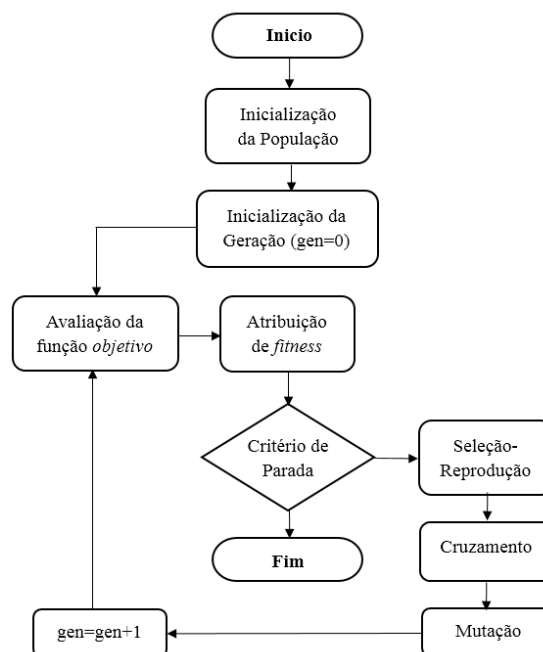 Inicio
Inicialização
da População
Inicialização da
Geração (gen=0)
Avaliação da
função objetivo
Atribuição
de fitness
Critério de
Parada
Seleção-
Reprodução
Fim
Cruzamento
Mutação
gen=gen+1